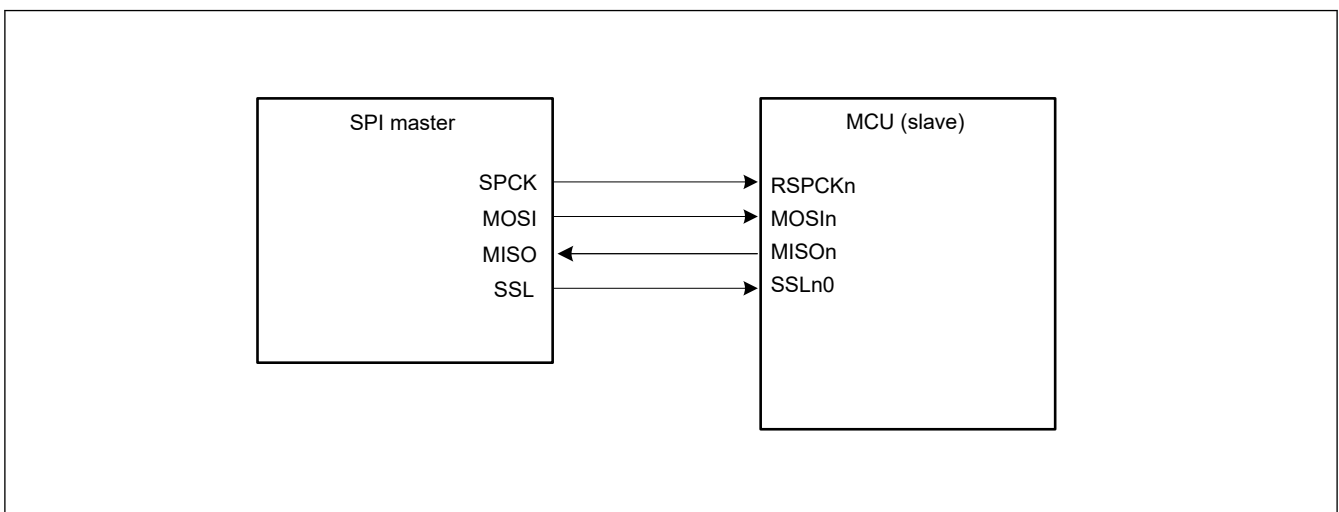 SPI master
SPCK
MOSI
MISO
SSL
MCU (slave)
RSPCKn
MOSIn
MISOn
SSLn0